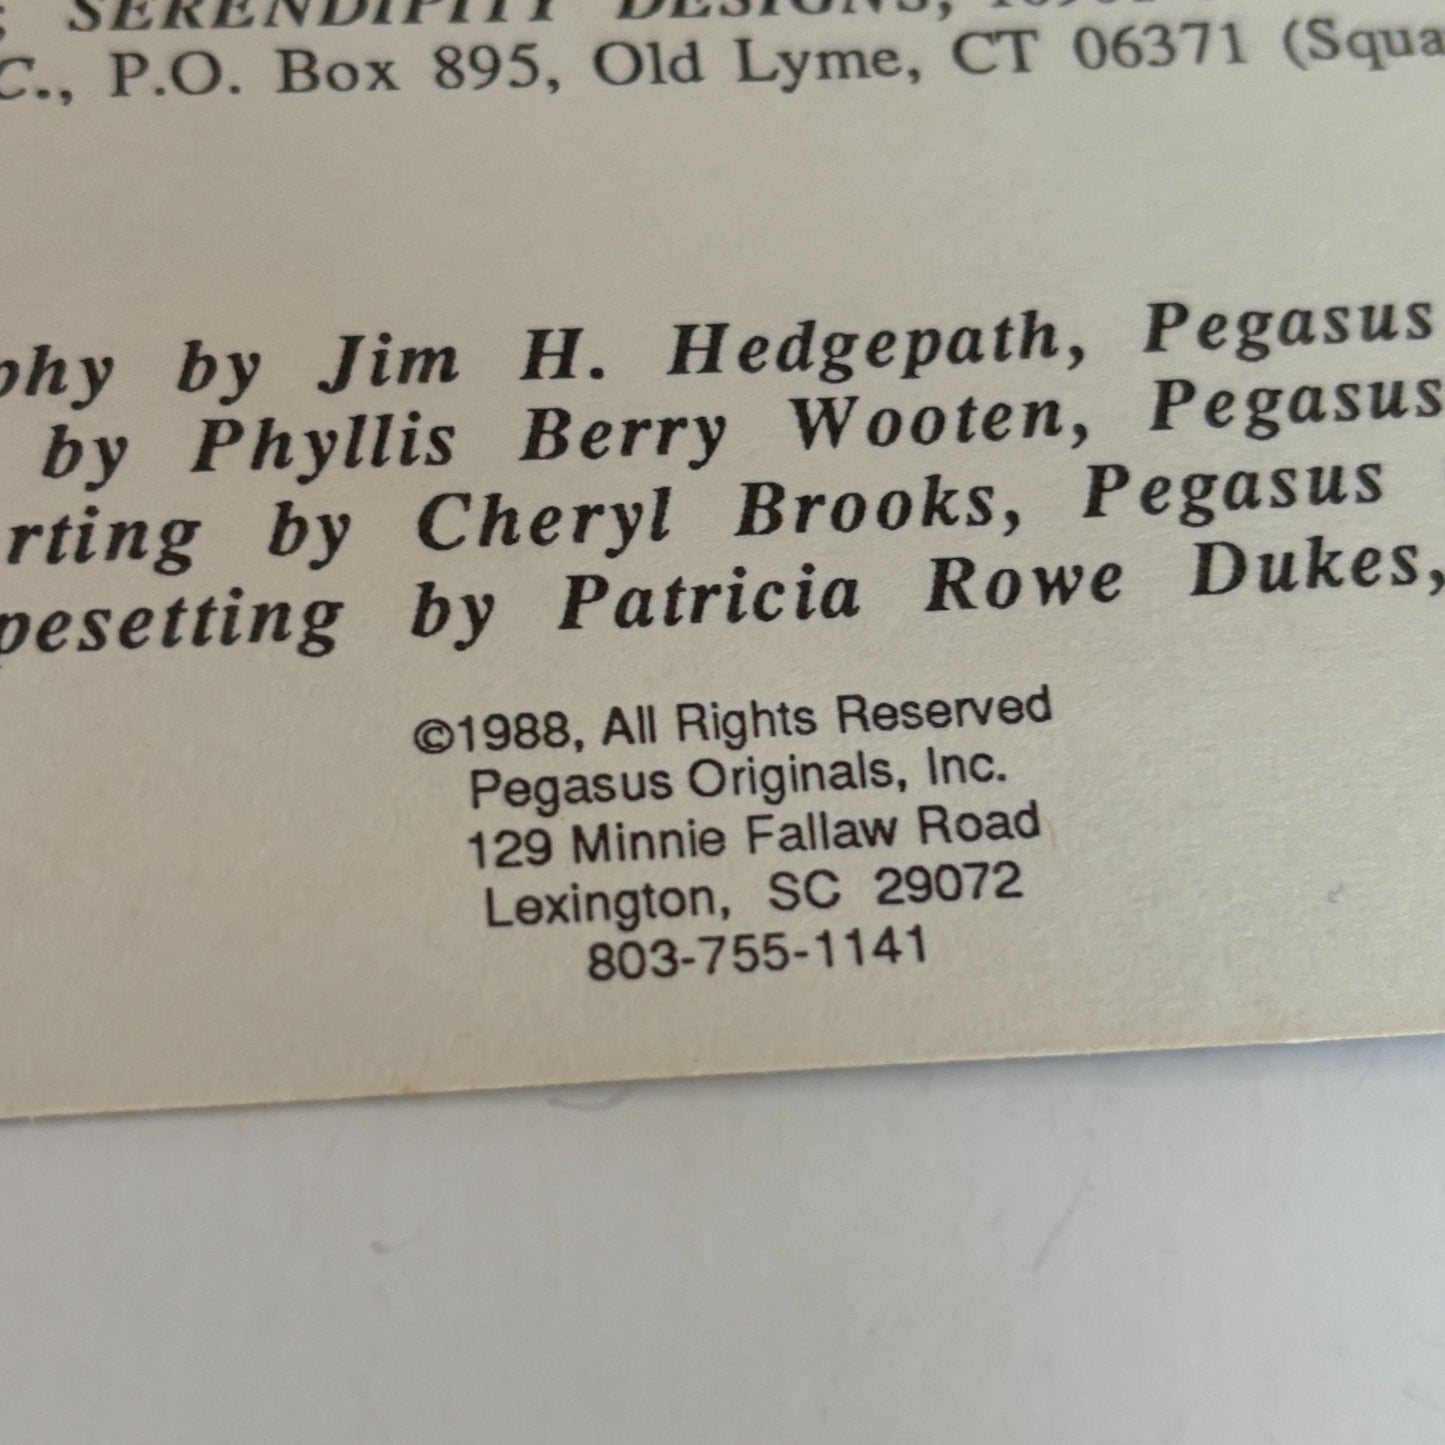 SERENDIPITY DESIGNS,
C., P.O. Box 895, Old Lyme, CT 06371 (Squa
phy by Jim H. Hedgepath, Pegasus
by Phyllis Berry Wooten, Pegasus
rting by Cheryl Brooks, Pegasus
pesetting by Patricia Rowe Dukes,
©1988, All Rights Reserved
Pegasus Originals, Inc.
129 Minnie Fallaw Road
Lexington, SC 29072
803-755-1141